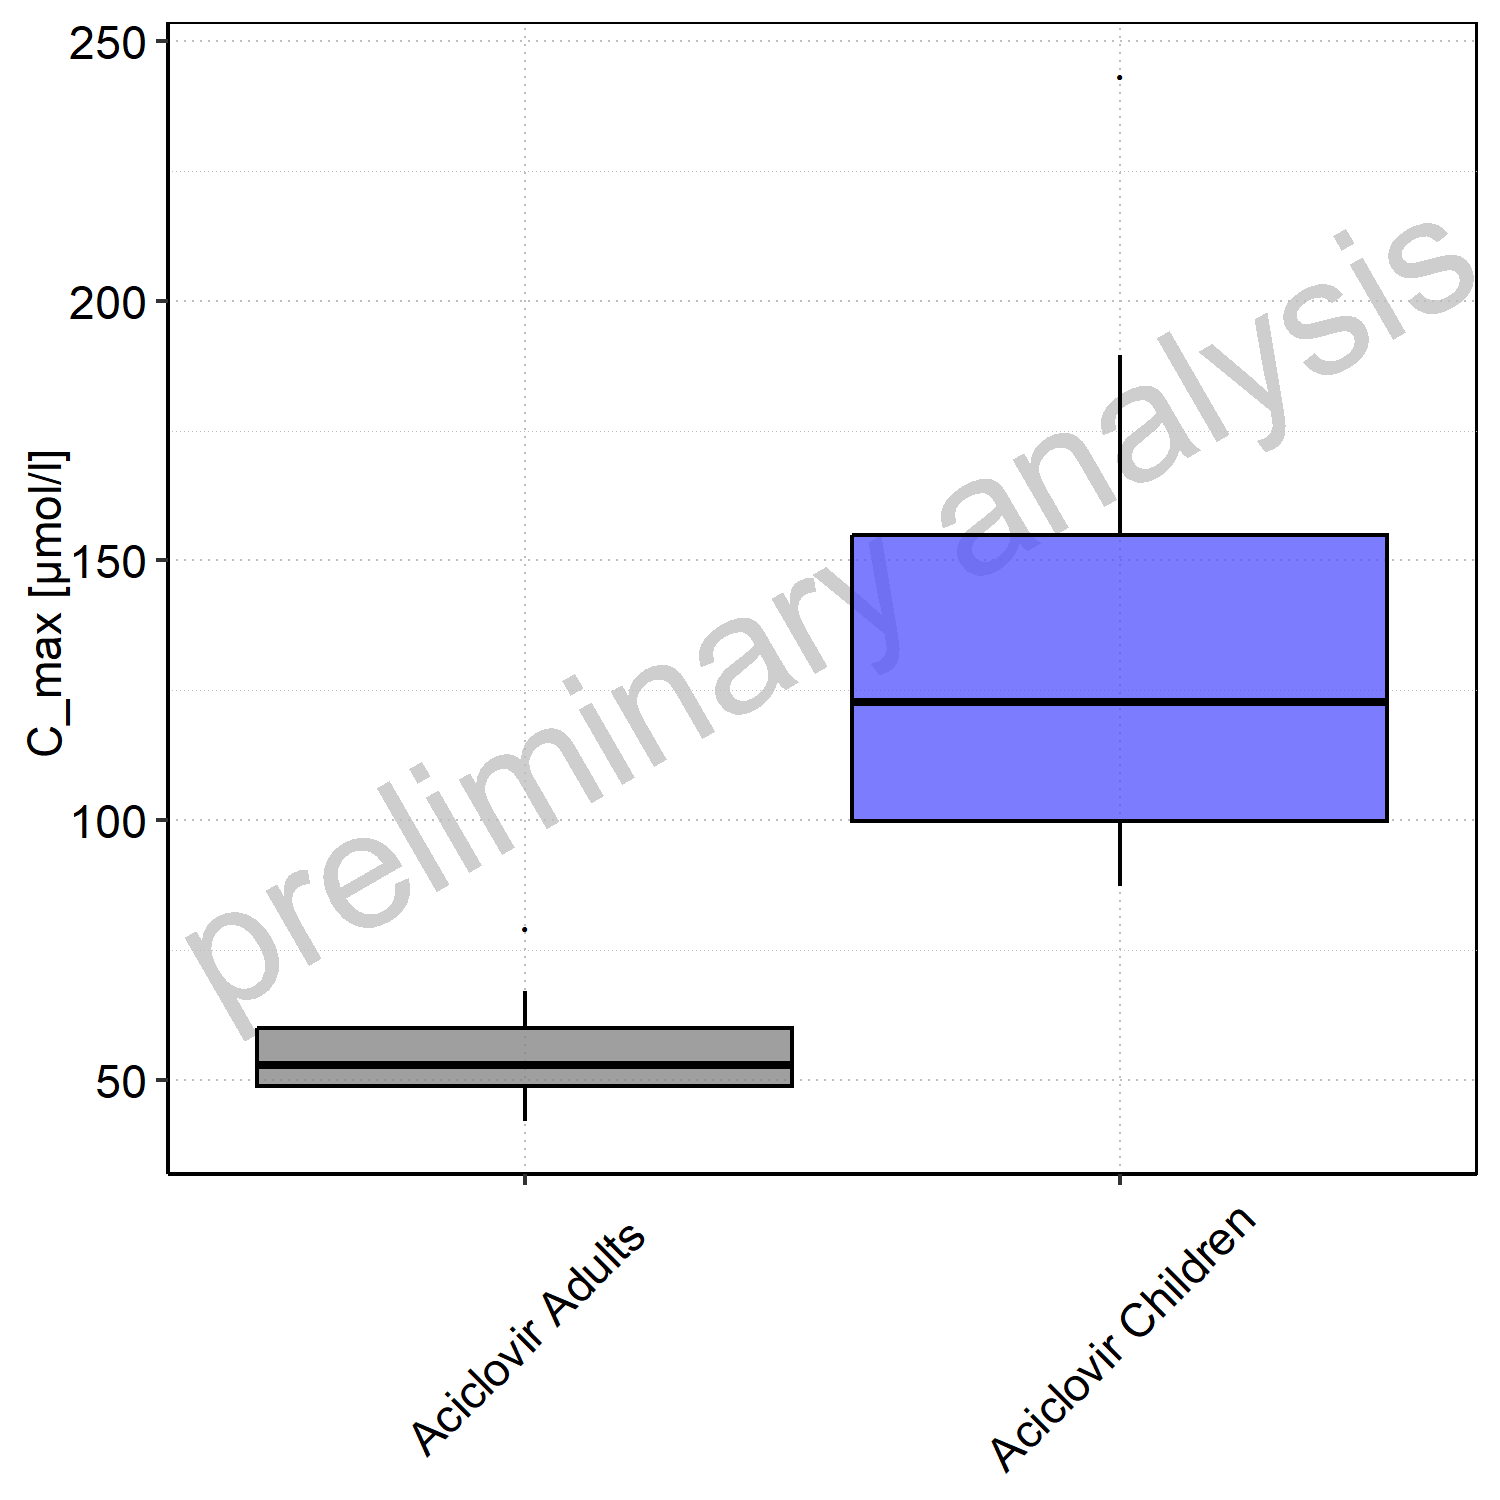 250
200
150
100
50
C_max [µmol/l]
preliminary analysis
Aciclovir Adults
Aciclovir Children